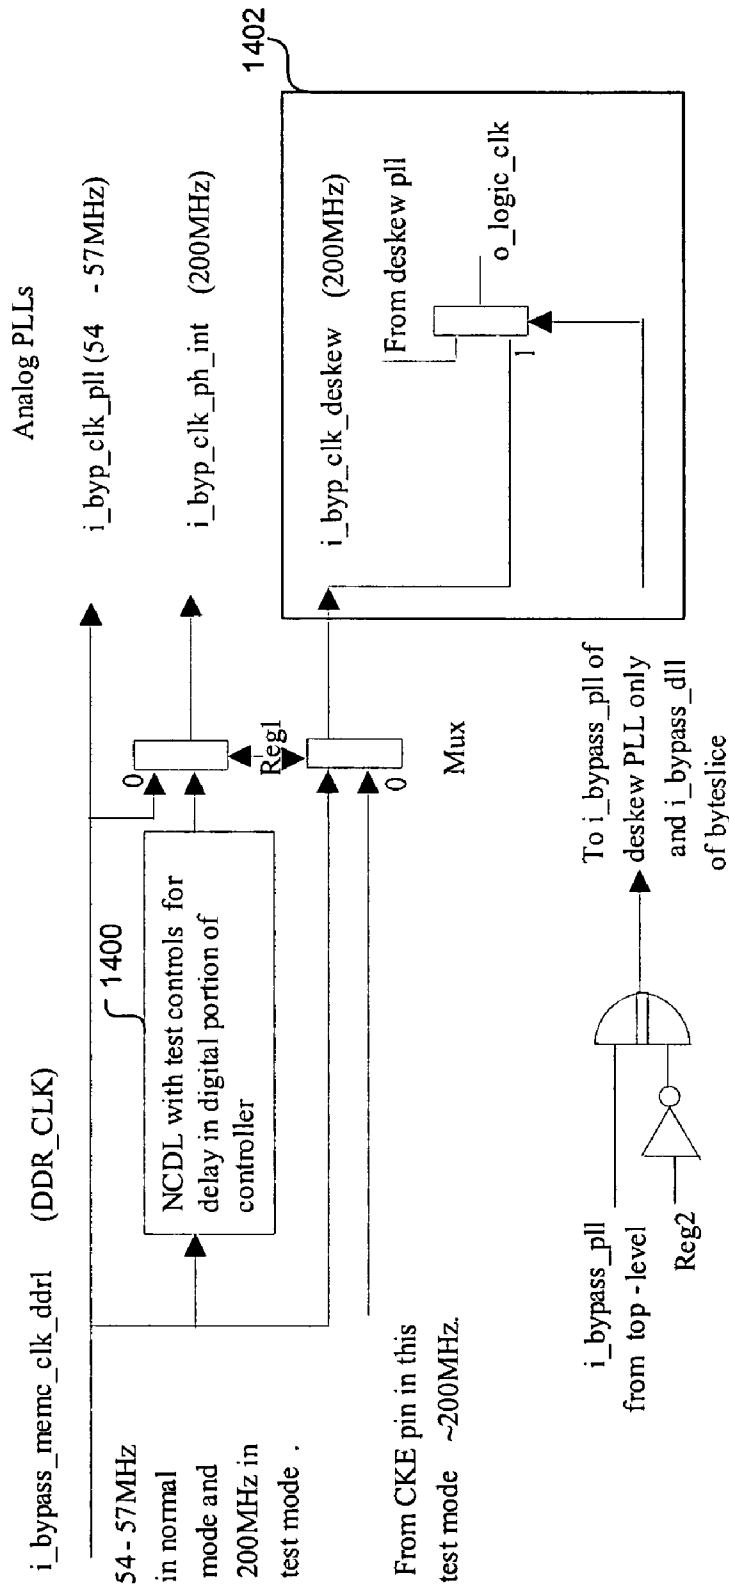 Analog PLLs
i_bypass_memc_clk_ddr1 (DDR_CLK)
i_byp_clk_pll (54 - 57MHz)
54 - 57MHz
in normal
mode and
200MHz in
test mode .
1400
NCDL with test controls for
delay in digital portion of
controller
0
i_byp_clk_ph_int (200MHz)
Reg1
0
Mux
i_byp_clk_deskew (200MHz)
1402
From deskew pll
1
o_logic_clk
From CKE pin in this
test mode ~200MHz.
i_bypass_pll
from top - level
Reg2
To i_bypass_pll of
deskew PLL only
and i_bypass_dll
of byteslice